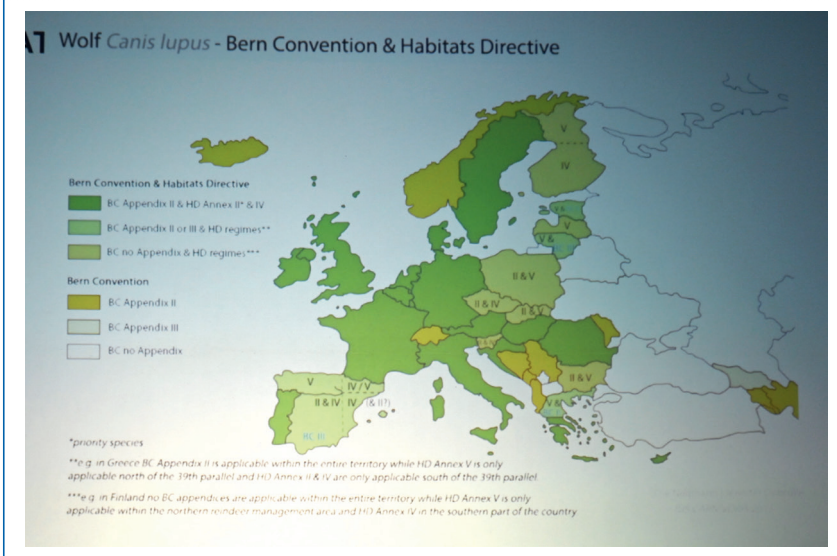 A1 Wolf Canis lupus - Bern Convention & Habitats Directive
Bern Convention & Habitats Directive
BC Appendix II & HD Annex II* & IV
BC Appendix II or III & HD regimes**
BC no Appendix & HD regimes***
Bern Convention
BC Appendix II
BC Appendix III
BC no Appendix
V
IV
V
V &
II & V
II & IV
II & V
II & V
V &
V
IV / V
II & IV
IV
(& II?)
BC III
*priority species
**e.g. in Greece BC Appendix II is applicable within the entire territory while HD Annex V is only
applicable north of the 39th parallel and HD Annex II & IV are only applicable south of the 39th parallel.
***e.g. in Finland no BC appendices are applicable within the entire territory while HD Annex V is only
applicable within the northern reindeer management area and HD Annex IV in the southern part of the country